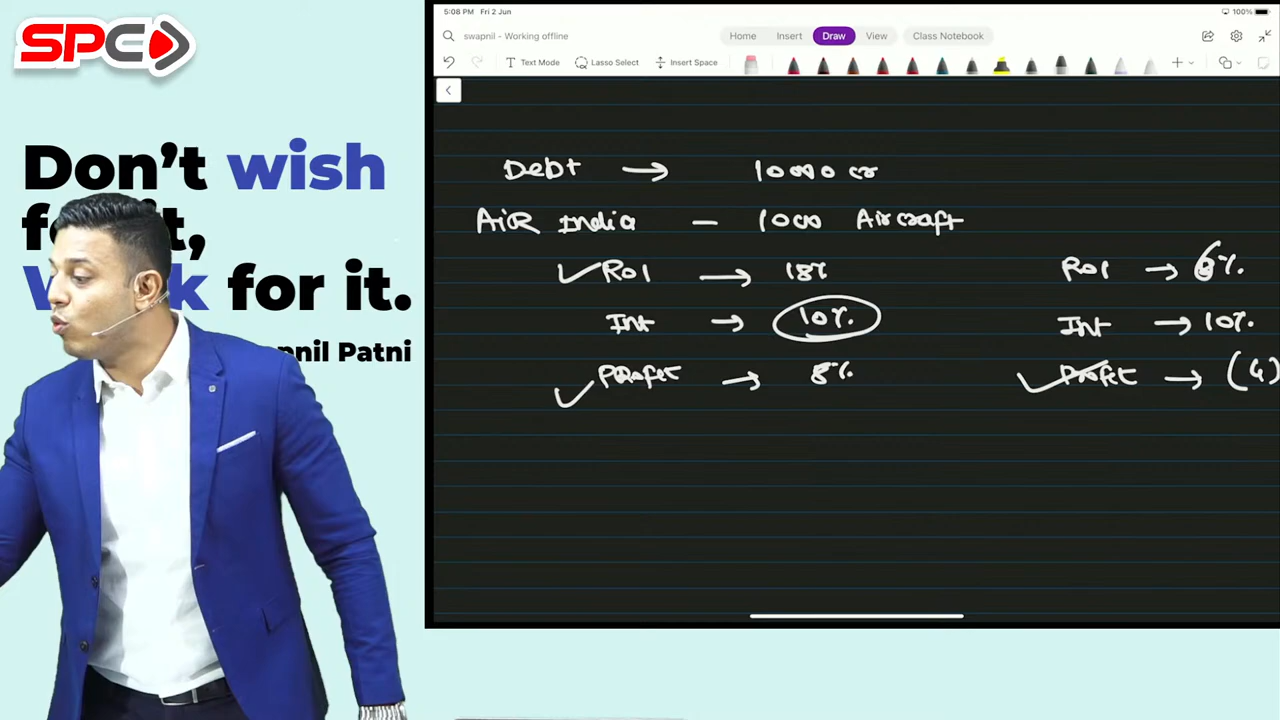 SPC
Don't wish
for it,
Work for it.
apnil Patni
5:08 PM Fri 2 Jun
100%
swapnil - Working offline
Home Insert Draw View Class Notebook
Text Mode Lasso Select Insert Space
Debt → 10000 cr
AIR India - 1000 Aircraft
ROI → 18%
Int → 10%.
Profit → 8%
ROI → 6%.
Int → 10%.
Profit → (4)